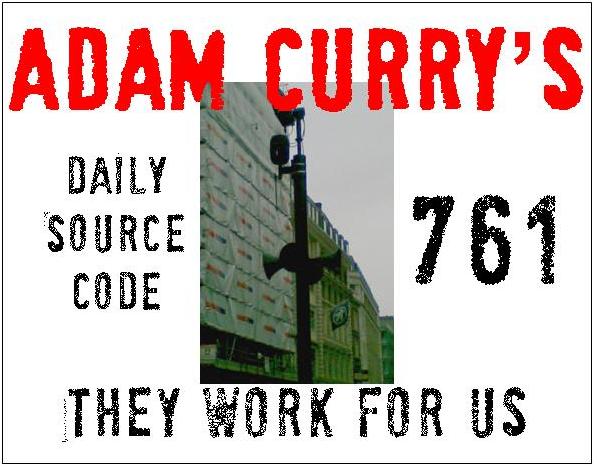 ADAM CURRY'S
DAILY
SOURCE
CODE
761
THEY WORK FOR US